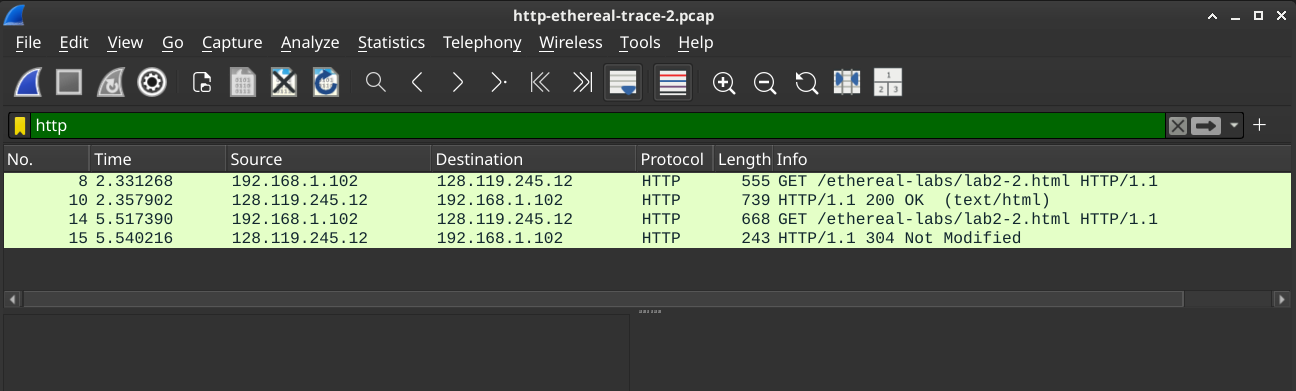 http-ethereal-trace-2.pcap
File Edit View Go Capture Analyze Statistics Telephony Wireless Tools Help
http
No. Time Source Destination Protocol Length Info
8 2.331268 192.168.1.102 128.119.245.12 HTTP 555 GET /ethereal-labs/lab2-2.html HTTP/1.1
10 2.357902 128.119.245.12 192.168.1.102 HTTP 739 HTTP/1.1 200 OK (text/html)
14 5.517390 192.168.1.102 128.119.245.12 HTTP 668 GET /ethereal-labs/lab2-2.html HTTP/1.1
15 5.540216 128.119.245.12 192.168.1.102 HTTP 243 HTTP/1.1 304 Not Modified